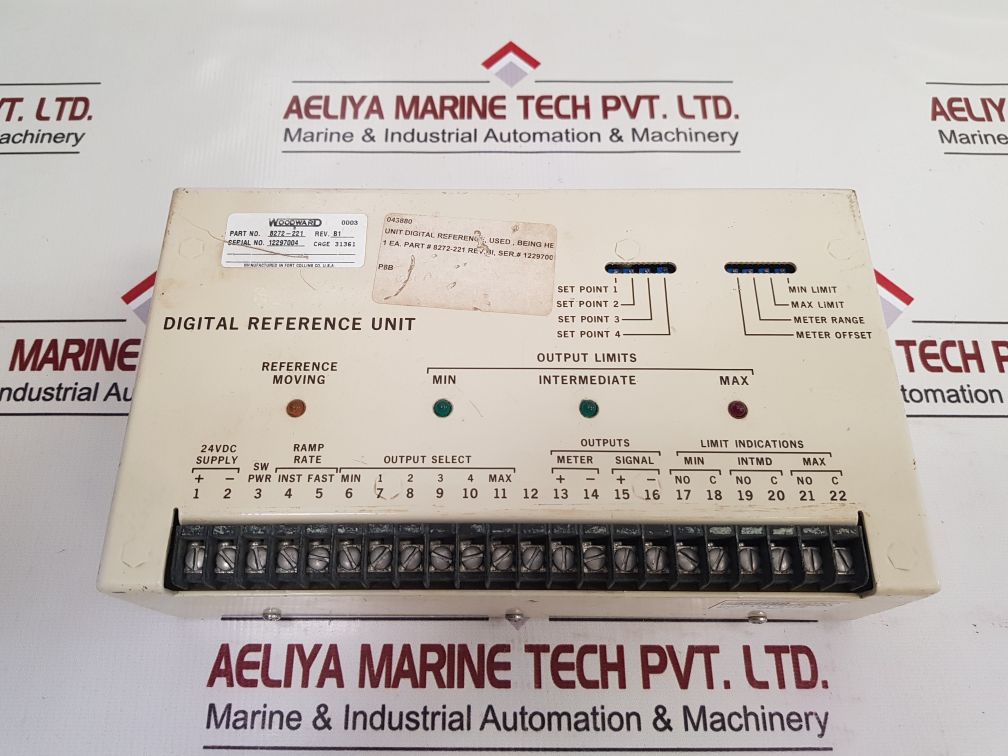 AELIYA MARINE TECH PVT. LTD.
Marine & Industrial Automation & Machinery
T. LTD.
achinery
AELIYA
Marine &
WOODWARD 0003
PART NO. 8272-221 REV. B1
SERIAL NO. 12297004 CAGE 31361
MANUFACTURED IN FORT COLLINS CO, U.S.A
043880
UNIT DIGITAL REFERENCE, USED, BEING HE
1 EA. PART # 8272-221 REV.BI, SER.# 1229700
P8B
SET POINT 1
SET POINT 2
SET POINT 3
SET POINT 4
MIN LIMIT
MAX LIMIT
METER RANGE
METER OFFSET
DIGITAL REFERENCE UNIT
MARINE
& Industrial Au
TECH PVT.
tomation &
REFERENCE
MOVING
OUTPUT LIMITS
MIN INTERMEDIATE MAX
24VDC
SUPPLY
+ −
SW
PWR
RAMP
RATE
INST FAST
OUTPUT SELECT
MIN 1 2 3 4 MAX
OUTPUTS
METER SIGNAL
+ − + −
LIMIT INDICATIONS
MIN INTMD MAX
NO C NO C NO C
1 2 3 4 5 6 7 8 9 10 11 12 13 14 15 16 17 18 19 20 21 22
AELIYA MARINE TECH PVT. LTD.
Marine & Industrial Automation & Machinery